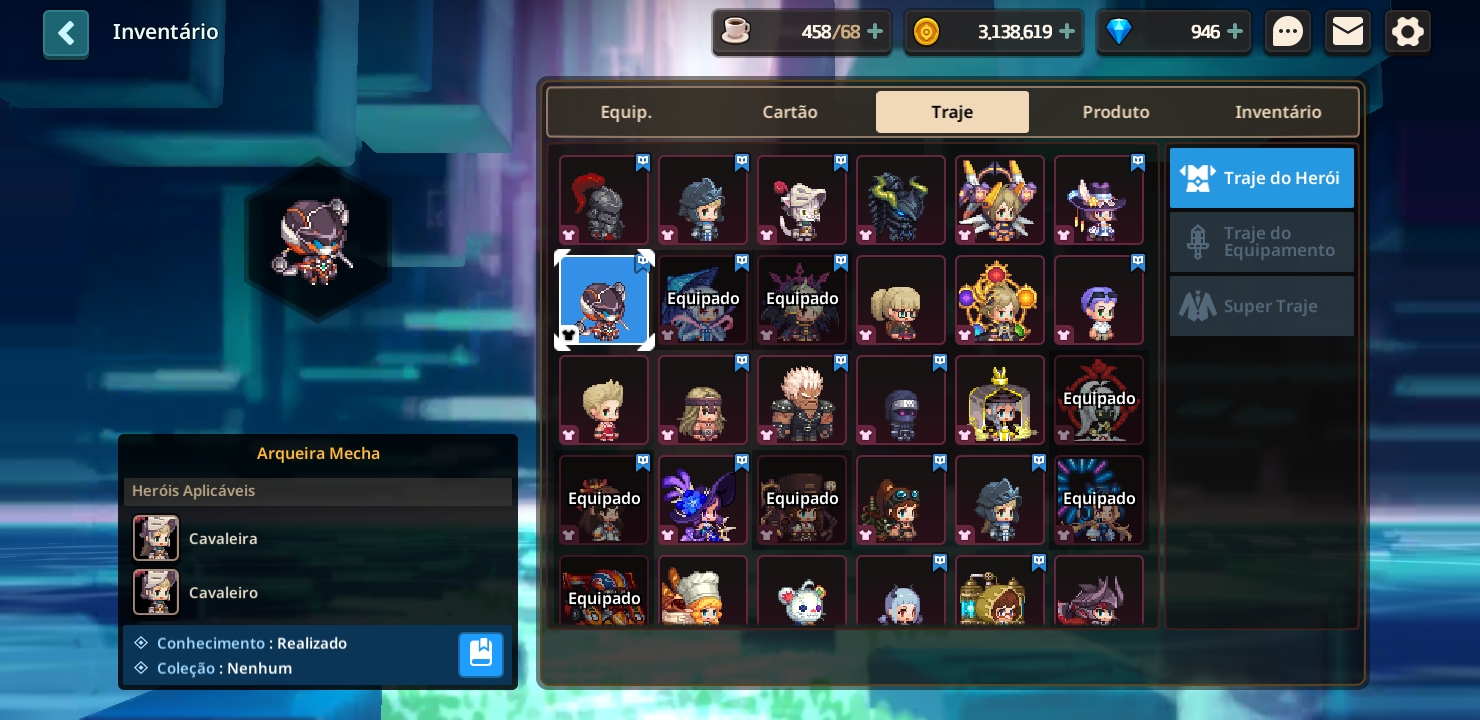 Inventário
458/68
3,138,619
946
Equip.
Cartão
Traje
Produto
Inventário
Traje do Herói
Traje do
Equipamento
Super Traje
Equipado
Equipado
Equipado
Equipado
Equipado
Equipado
Equipado
Arqueira Mecha
Heróis Aplicáveis
Cavaleira
Cavaleiro
Conhecimento : Realizado
Coleção : Nenhum